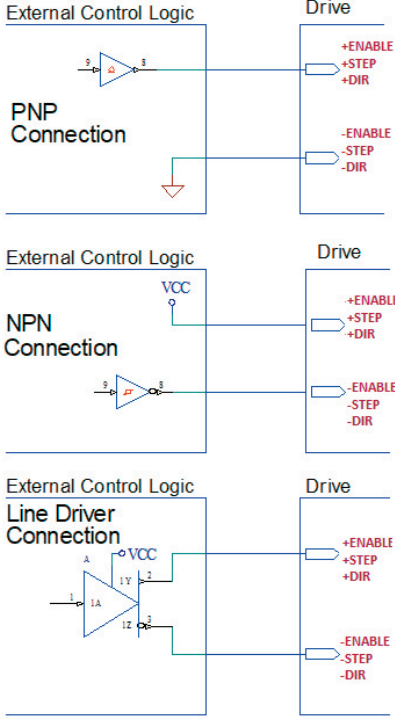 External Control Logic
Drive
+ENABLE
9 8 +STEP
+DIR
PNP
Connection
-ENABLE
-STEP
-DIR
External Control Logic
Drive
VCC
+ENABLE
+STEP
+DIR
NPN
Connection
9 8 -ENABLE
-STEP
-DIR
External Control Logic
Drive
Line Driver
Connection
+ENABLE
A VCC
+STEP
1Y 2 +DIR
1 1A
1Z 3
-ENABLE
-STEP
-DIR